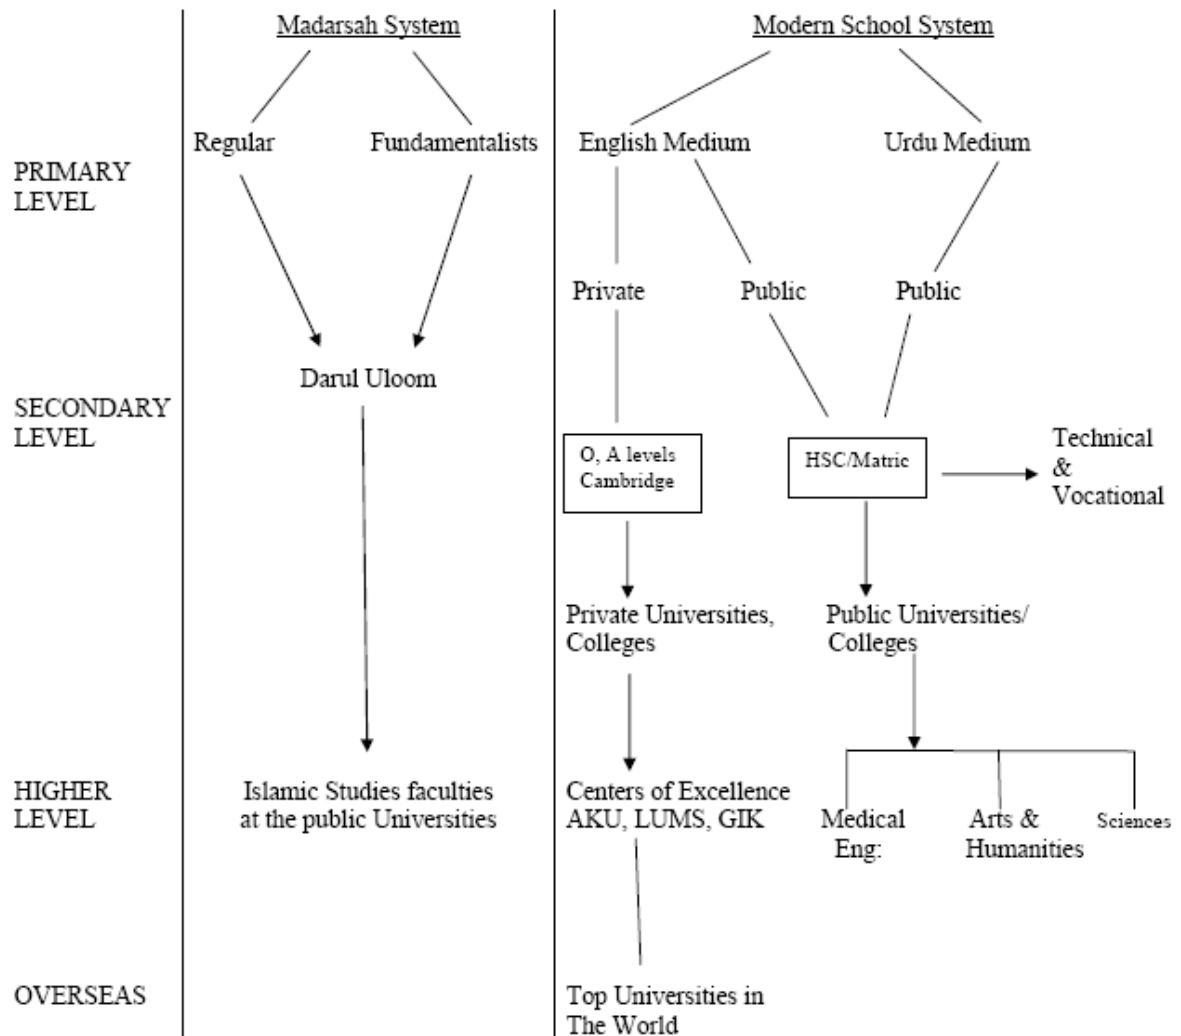 Madarsah System
Modern School System
Regular
Fundamentalists
English Medium
Urdu Medium
PRIMARY
LEVEL
Private
Public
Public
Darul Uloom
SECONDARY
LEVEL
O, A levels
Cambridge
HSC/Matric
Technical
&
Vocational
Private Universities,
Colleges
Public Universities/
Colleges
HIGHER
LEVEL
Islamic Studies faculties
at the public Universities
Centers of Excellence
AKU, LUMS, GIK
Medical
Eng:
Arts &
Humanities
Sciences
OVERSEAS
Top Universities in
The World